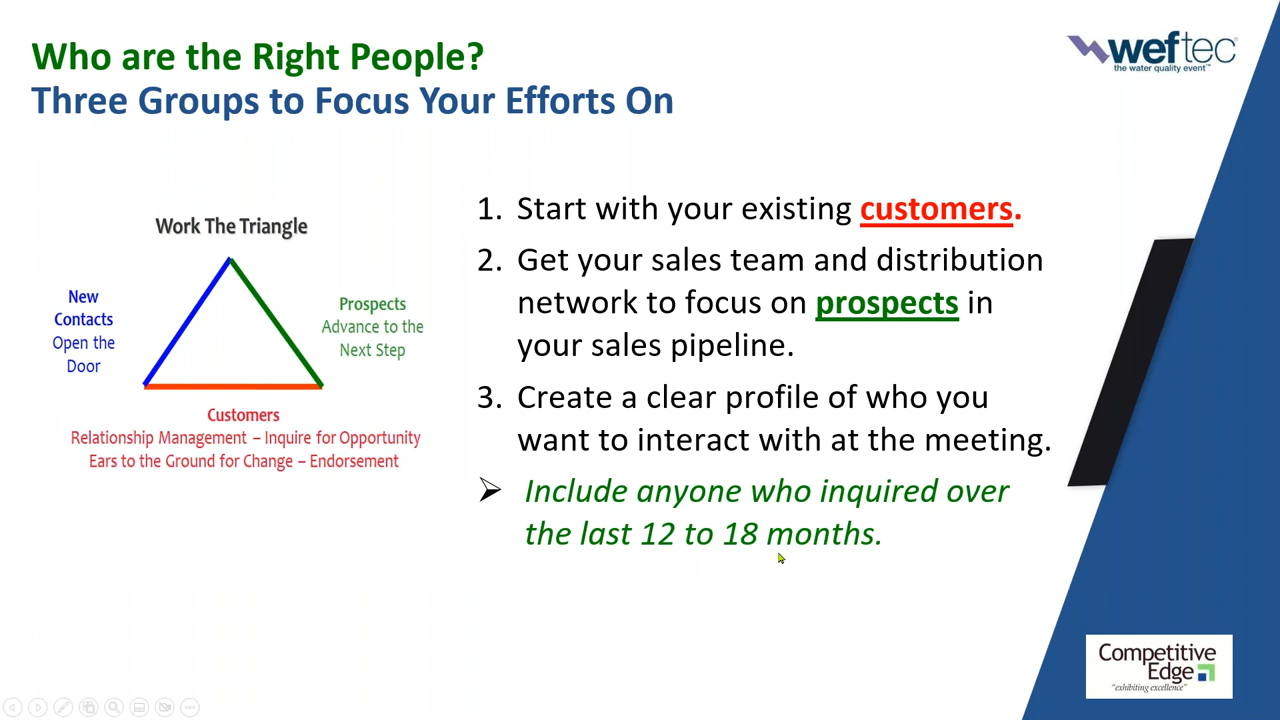 Who are the Right People?
Three Groups to Focus Your Efforts On
weftec
the water quality event™
Work The Triangle
New
Contacts
Open the
Door
Prospects
Advance to the
Next Step
Customers
Relationship Management – Inquire for Opportunity
Ears to the Ground for Change – Endorsement
1. Start with your existing customers.
2. Get your sales team and distribution
network to focus on prospects in
your sales pipeline.
3. Create a clear profile of who you
want to interact with at the meeting.
➢ Include anyone who inquired over
the last 12 to 18 months.
Competitive
Edge
"exhibiting excellence"